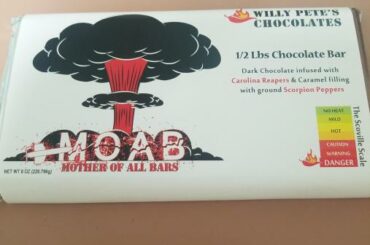 WILLY PETE'S
CHOCOLATES
1/2 Lbs Chocolate Bar
Dark Chocolate infused with
Carolina Reapers & Caramel filling
with ground Scorpion Peppers
MOAB
MOTHER OF ALL BARS
NET WT 8 OZ (226.796g)
NO HEAT
MILD
HOT
CAUTION
WARNING
DANGER
The Scoville Scale